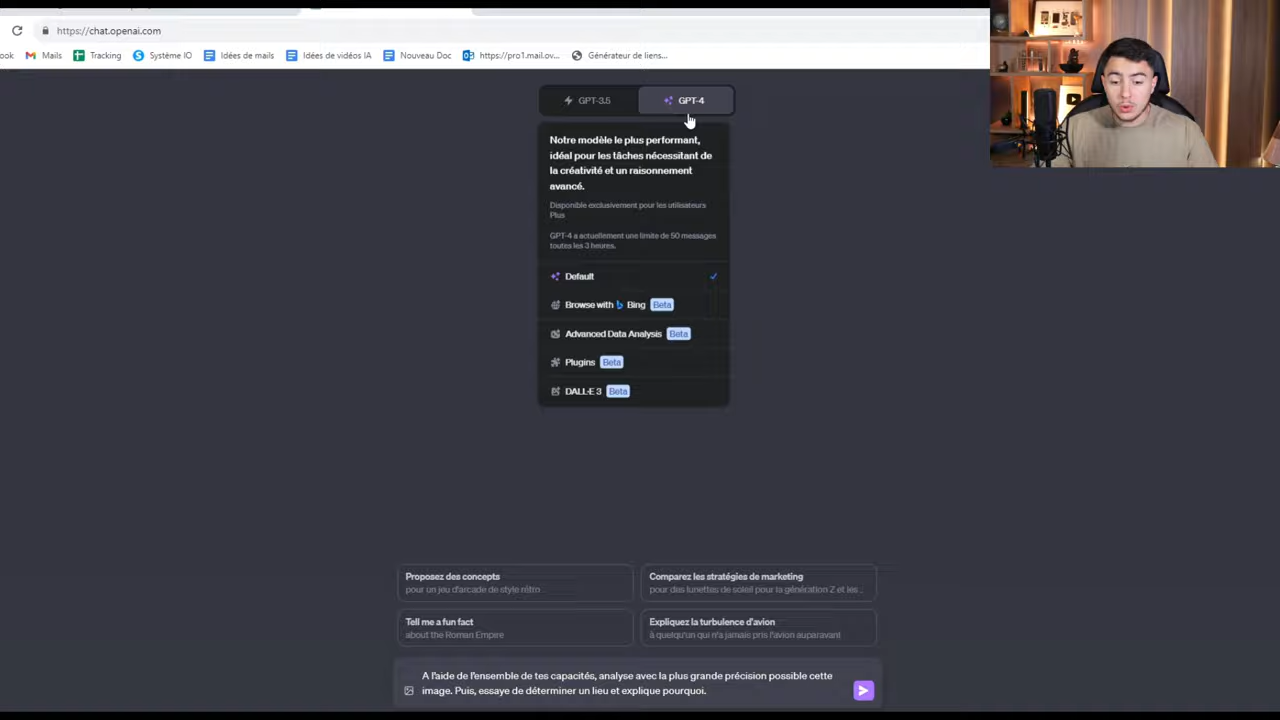 https://chat.openai.com
ook
Mails
Tracking
Système IO
Idées de mails
Idées de vidéos IA
Nouveau Doc
https://pro1.mail.ov...
Générateur de liens...
GPT-3.5
GPT-4
Notre modèle le plus performant,
idéal pour les tâches nécessitant de
la créativité et un raisonnement
avancé.
Disponible exclusivement pour les utilisateurs
Plus
GPT-4 a actuellement une limite de 50 messages
toutes les 3 heures.
Default
Browse with Bing Beta
Advanced Data Analysis Beta
Plugins Beta
DALL·E 3 Beta
Proposez des concepts
pour un jeu d'arcade de style rétro
Comparez les stratégies de marketing
pour des lunettes de soleil pour la génération Z et les ...
Tell me a fun fact
about the Roman Empire
Expliquez la turbulence d'avion
à quelqu'un qui n'a jamais pris l'avion auparavant
A l'aide de l'ensemble de tes capacités, analyse avec la plus grande précision possible cette
image. Puis, essaye de déterminer un lieu et explique pourquoi.